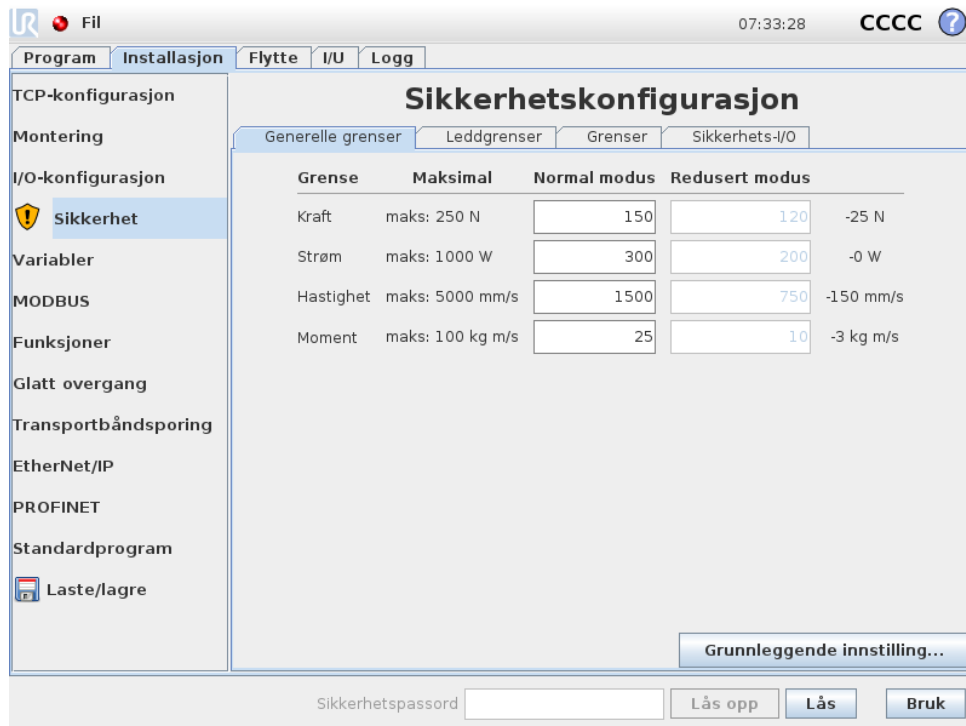 UR Fil 07:33:28 CCCC ?
Program Installasjon Flytte I/U Logg
TCP-konfigurasjon
Montering
I/O-konfigurasjon
Sikkerhet
Variabler
MODBUS
Funksjoner
Glatt overgang
Transportbåndsporing
EtherNet/IP
PROFINET
Standardprogram
Laste/lagre
Sikkerhetskonfigurasjon
Generelle grenser Leddgrenser Grenser Sikkerhets-I/O
Grense Maksimal Normal modus Redusert modus
Kraft maks: 250 N 150 120 -25 N
Strøm maks: 1000 W 300 200 -0 W
Hastighet maks: 5000 mm/s 1500 750 -150 mm/s
Moment maks: 100 kg m/s 25 10 -3 kg m/s
Grunnleggende innstilling...
Sikkerhetspassord Lås opp Lås Bruk